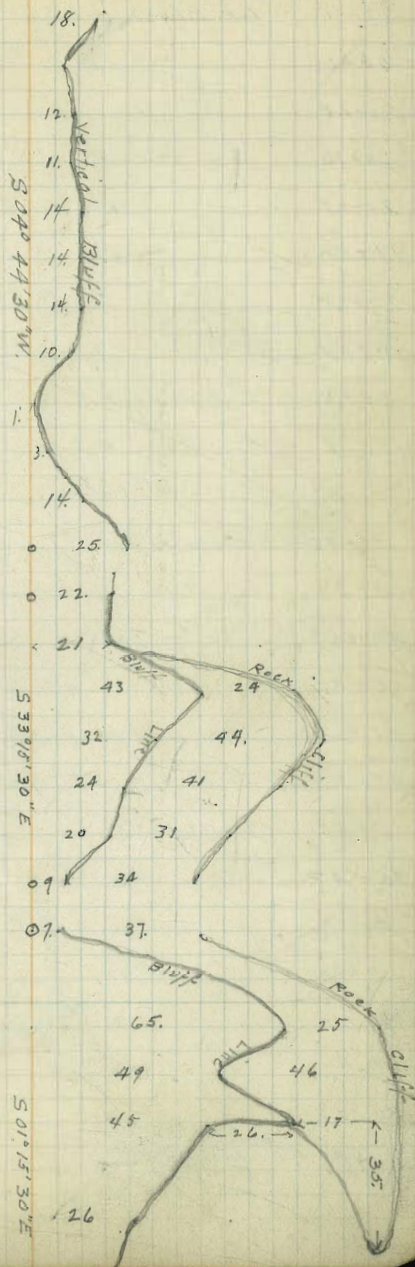 18.
12.
11.
Vertical Bluff
14
14
14.
10.
S 04° 44' 30" W.
1.
3.
14.
25.
22.
21
Bluff Line
Rock Cliff
43 24
32 44.
24 41
20 31
S 33° 18' 30" E
9 34
7. 37.
Bluff Line
Rock Cliff
65. 25
49 46
45 26. 17
35.
26
S 01° 15' 30" E